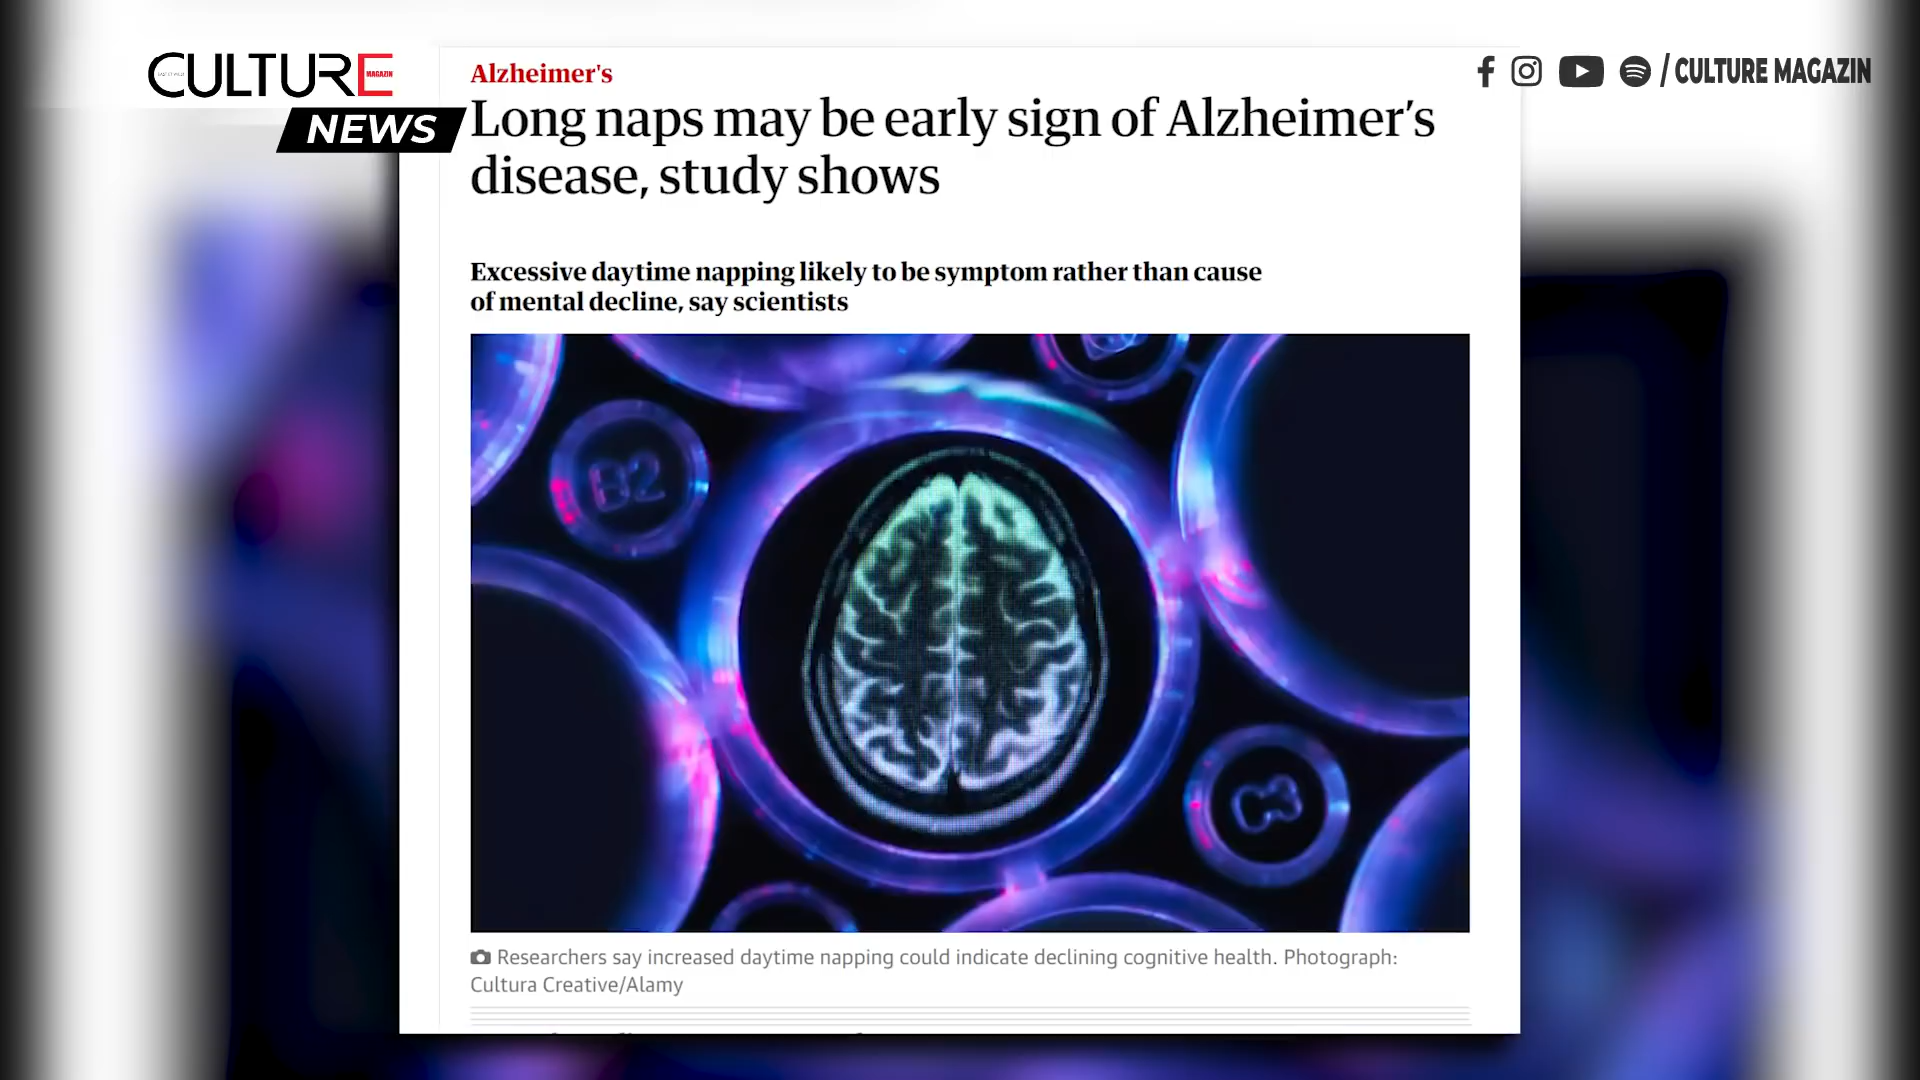 CULTURE
MAGAZIN
NEWS
/ CULTURE MAGAZIN
Alzheimer's
Long naps may be early sign of Alzheimer’s
disease, study shows
Excessive daytime napping likely to be symptom rather than cause
of mental decline, say scientists
B2
C3
Researchers say increased daytime napping could indicate declining cognitive health. Photograph:
Cultura Creative/Alamy